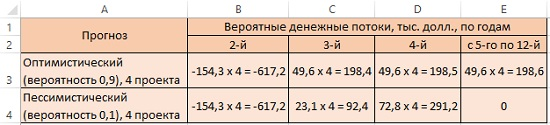 A B C D E
1 Прогноз Вероятные денежные потоки, тыс. долл., по годам
2 2-й 3-й 4-й с 5-го по 12-й
3 Оптимистический (вероятность 0,9), 4 проекта -154,3 x 4 = -617,2 49,6 x 4 = 198,4 49,6 x 4 = 198,5 49,6 x 4 = 198,6
4 Пессимистический (вероятность 0,1), 4 проекта -154,3 x 4 = -617,2 23,1 x 4 = 92,4 72,8 x 4 = 291,2 0